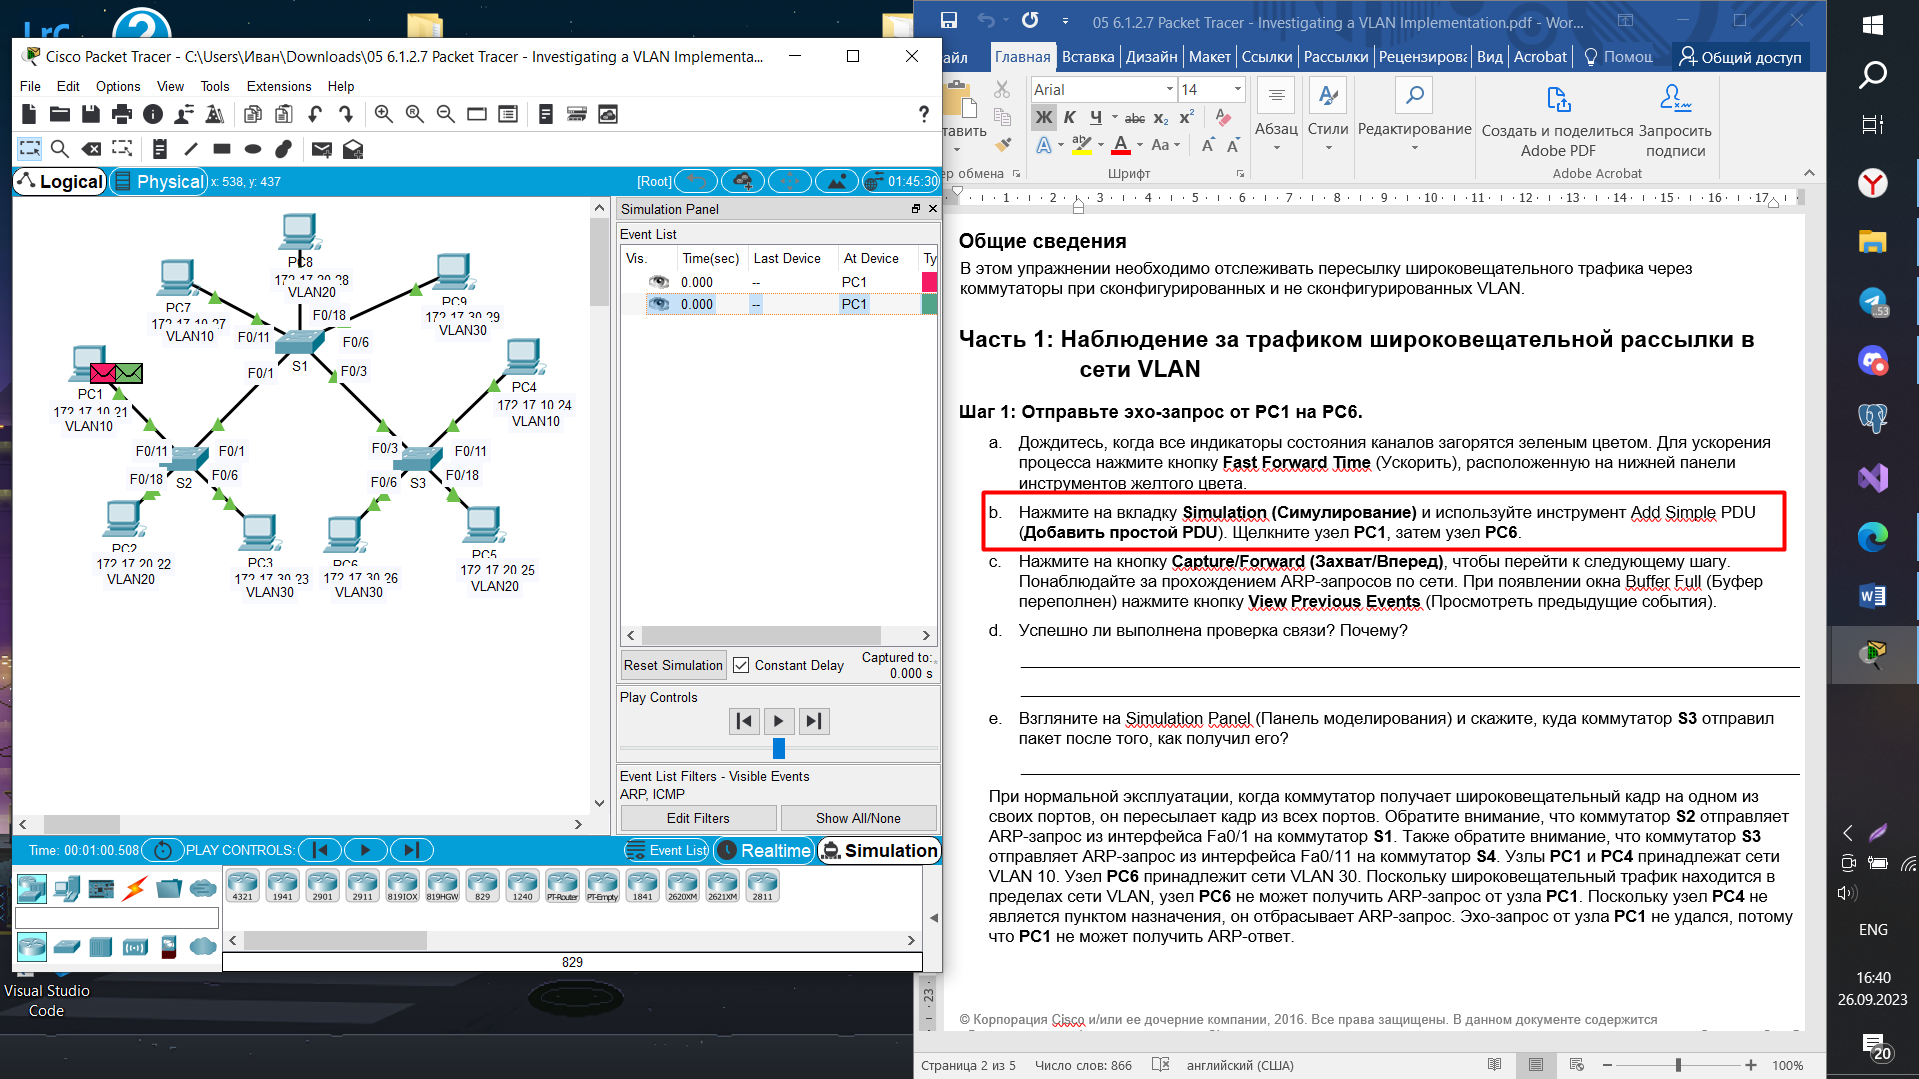 Cisco Packet Tracer - C:\Users\Иван\Downloads\05 6.1.2.7 Packet Tracer - Investigating a VLAN Implementa...
File Edit Options View Tools Extensions Help
?
Logical Physical x: 538, y: 437
[Root] 01:45:30
PC8
172.17.20.28
VLAN20
PC7
172.17.10.27
VLAN10
PC9
172.17.30.29
VLAN30
F0/18
F0/11
F0/6
S1
F0/1
F0/3
PC1
172.17.10.21
VLAN10
PC4
172.17.10.24
VLAN10
F0/11
F0/1
F0/18
F0/6
S2
F0/3
F0/11
F0/6
F0/18
S3
PC2
172.17.20.22
VLAN20
PC3
172.17.30.23
VLAN30
PC6
172.17.30.26
VLAN30
PC5
172.17.20.25
VLAN20
Simulation Panel
Event List
Vis. Time(sec) Last Device At Device Ty
0.000 -- PC1
0.000 -- PC1
Reset Simulation Constant Delay Captured to:
0.000 s
Play Controls
Event List Filters - Visible Events
ARP, ICMP
Edit Filters Show All/None
Time: 00:01:00.508 PLAY CONTROLS: Event List Realtime Simulation
4321 1941 2901 2911 819IOX 819HGW 829 1240 PT-Router PT-Empty 1841 2620XM 2621XM 2811
829
Visual Studio
Code
05 6.1.2.7 Packet Tracer - Investigating a VLAN Implementation.pdf - Wor...
айл Главная Вставка Дизайн Макет Ссылки Рассылки Рецензирова Вид Acrobat Помощ Общий доступ
Arial 14
Ж К Ч abc x₂ x²
Aa
тавить
Абзац Стили Редактирование
Создать и поделиться
Adobe PDF
Запросить
подписи
ер обмена Шрифт Adobe Acrobat
1 2 3 4 5 6 7 8 9 10 11 12 13 14 15 16 17
Общие сведения
В этом упражнении необходимо отслеживать пересылку широковещательного трафика через
коммутаторы при сконфигурированных и не сконфигурированных VLAN.
Часть 1: Наблюдение за трафиком широковещательной рассылки в
сети VLAN
Шаг 1: Отправьте эхо-запрос от PC1 на PC6.
a. Дождитесь, когда все индикаторы состояния каналов загорятся зеленым цветом. Для ускорения
процесса нажмите кнопку Fast Forward Time (Ускорить), расположенную на нижней панели
инструментов желтого цвета.
b. Нажмите на вкладку Simulation (Симулирование) и используйте инструмент Add Simple PDU
(Добавить простой PDU). Щелкните узел PC1, затем узел PC6.
c. Нажмите на кнопку Capture/Forward (Захват/Вперед), чтобы перейти к следующему шагу.
Понаблюдайте за прохождением ARP-запросов по сети. При появлении окна Buffer Full (Буфер
переполнен) нажмите кнопку View Previous Events (Просмотреть предыдущие события).
d. Успешно ли выполнена проверка связи? Почему?
e. Взгляните на Simulation Panel (Панель моделирования) и скажите, куда коммутатор S3 отправил
пакет после того, как получил его?
При нормальной эксплуатации, когда коммутатор получает широковещательный кадр на одном из
своих портов, он пересылает кадр из всех портов. Обратите внимание, что коммутатор S2 отправляет
ARP-запрос из интерфейса Fa0/1 на коммутатор S1. Также обратите внимание, что коммутатор S3
отправляет ARP-запрос из интерфейса Fa0/11 на коммутатор S4. Узлы PC1 и PC4 принадлежат сети
VLAN 10. Узел PC6 принадлежит сети VLAN 30. Поскольку широковещательный трафик находится в
пределах сети VLAN, узел PC6 не может получить ARP-запрос от узла PC1. Поскольку узел PC4 не
является пунктом назначения, он отбрасывает ARP-запрос. Эхо-запрос от узла PC1 не удался, потому
что PC1 не может получить ARP-ответ.
23
© Корпорация Cisco и/или ее дочерние компании, 2016. Все права защищены. В данном документе содержится
Страница 2 из 5 Число слов: 866 английский (США) 100%
53
ENG
16:40
26.09.2023
20